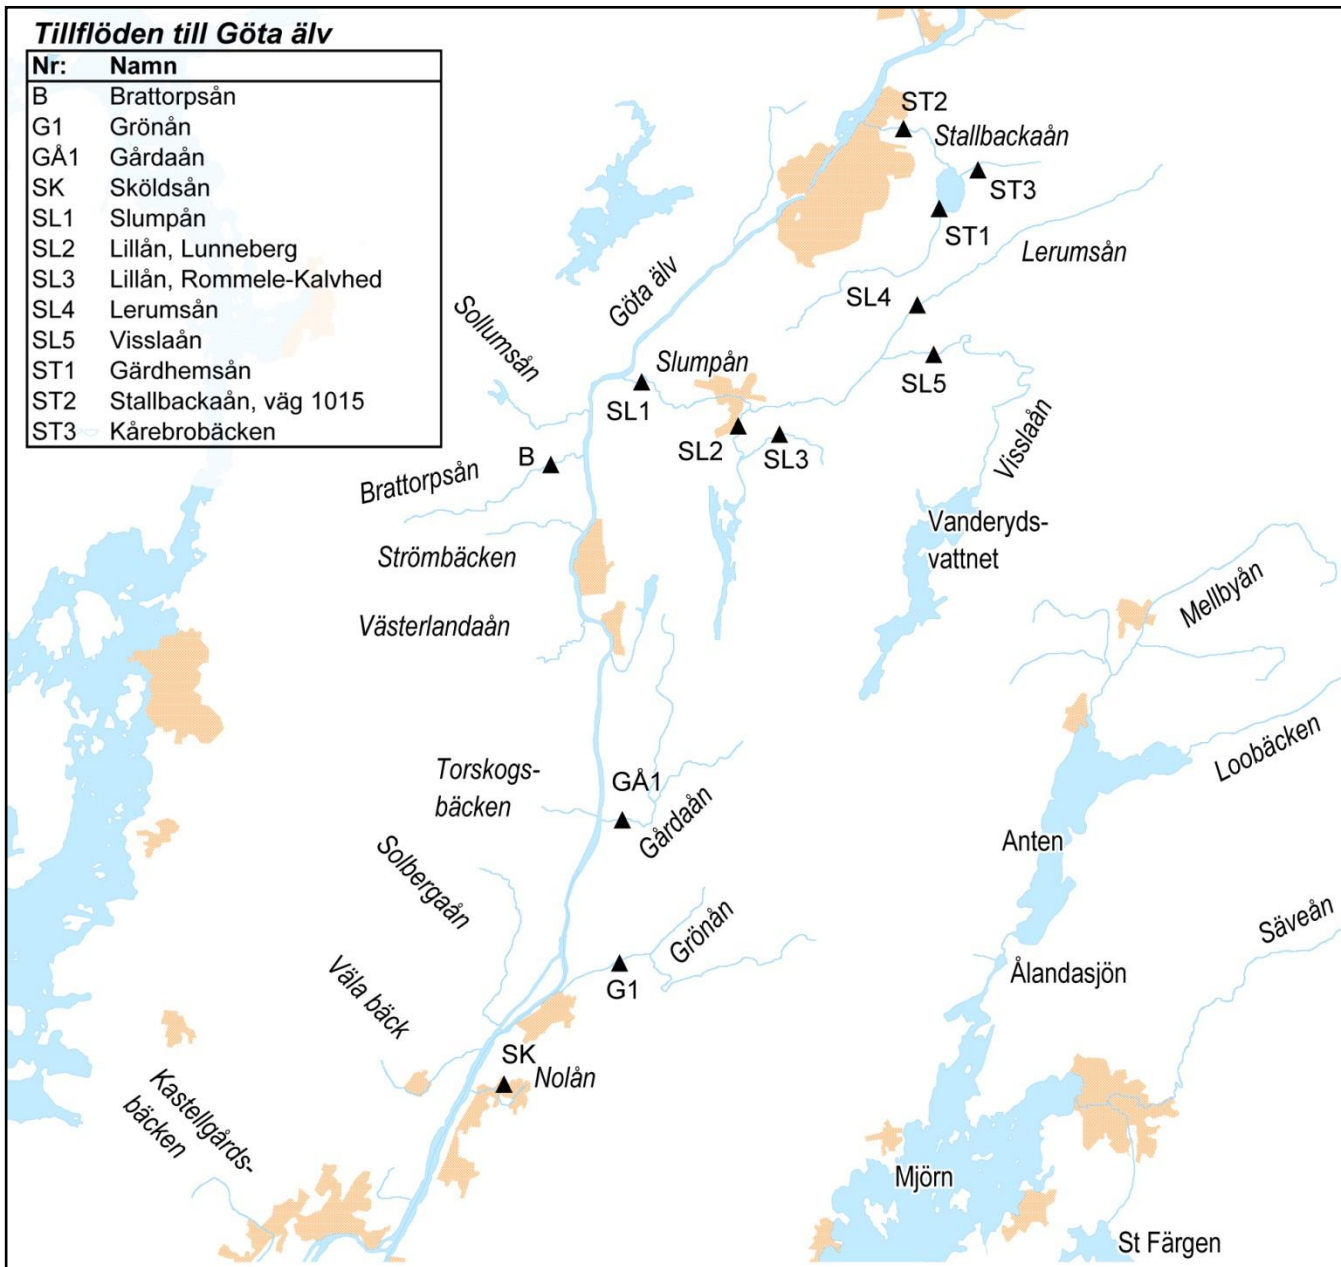 Tillflöden till Göta älv
Nr: Namn
B Brattorpsån
G1 Grönån
GÅ1 Gårdaån
SK Sköldsån
SL1 Slumpån
SL2 Lillån, Lunneberg
SL3 Lillån, Rommele-Kalvhed
SL4 Lerumsån
SL5 Visslaån
ST1 Gärdhemsån
ST2 Stallbackaån, väg 1015
ST3 Kårebrobäcken
ST2
Stallbackaån
ST3
ST1
Lerumsån
Göta älv
SL4
Sollumsån
Slumpån
SL5
SL1
SL2
SL3
Visslaån
B
Brattorpsån
Vanderyds-
vattnet
Strömbäcken
Mellbyån
Västerlandaån
Loobäcken
Torskogs-
bäcken
GÅ1
Gårdaån
Anten
Solbergaån
Grönån
Säveån
G1
Ålandasjön
Väla bäck
SK
Nolån
Kastellgårds-
bäcken
Mjörn
St Färgen